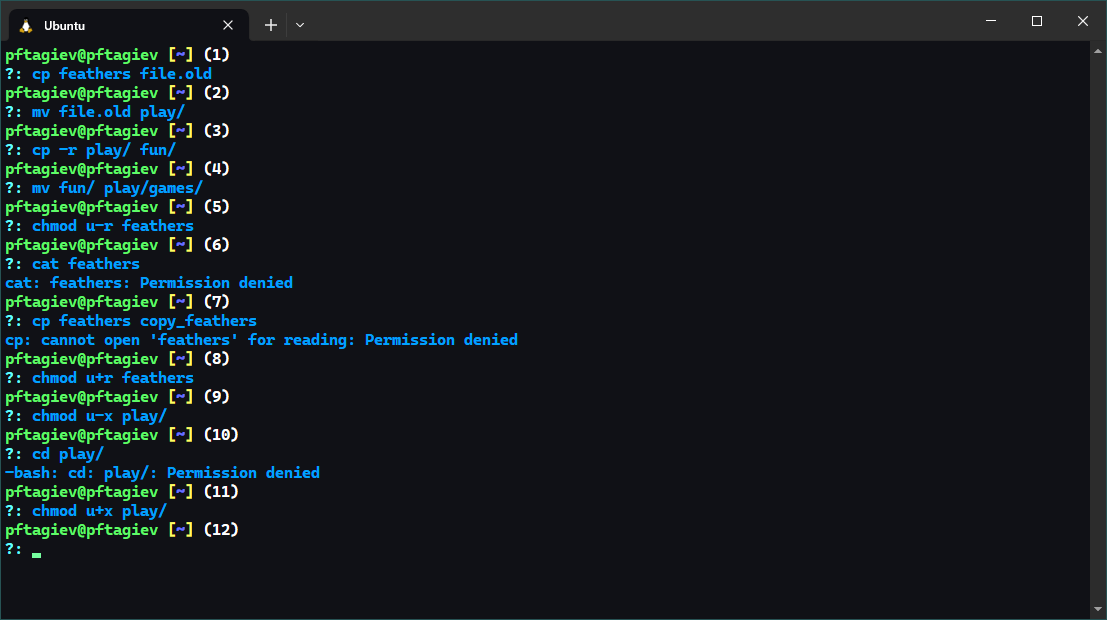 Ubuntu
pftagiev@pftagiev [~] (1)
?: cp feathers file.old
pftagiev@pftagiev [~] (2)
?: mv file.old play/
pftagiev@pftagiev [~] (3)
?: cp -r play/ fun/
pftagiev@pftagiev [~] (4)
?: mv fun/ play/games/
pftagiev@pftagiev [~] (5)
?: chmod u-r feathers
pftagiev@pftagiev [~] (6)
?: cat feathers
cat: feathers: Permission denied
pftagiev@pftagiev [~] (7)
?: cp feathers copy_feathers
cp: cannot open 'feathers' for reading: Permission denied
pftagiev@pftagiev [~] (8)
?: chmod u+r feathers
pftagiev@pftagiev [~] (9)
?: chmod u-x play/
pftagiev@pftagiev [~] (10)
?: cd play/
-bash: cd: play/: Permission denied
pftagiev@pftagiev [~] (11)
?: chmod u+x play/
pftagiev@pftagiev [~] (12)
?: